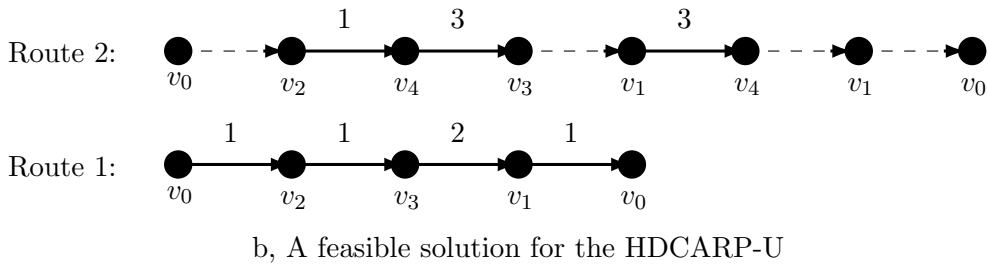 1 3 3
Route 2:
v0 v2 v4 v3 v1 v4 v1 v0
1 1 2 1
Route 1:
v0 v2 v3 v1 v0
b, A feasible solution for the HDCARP-U